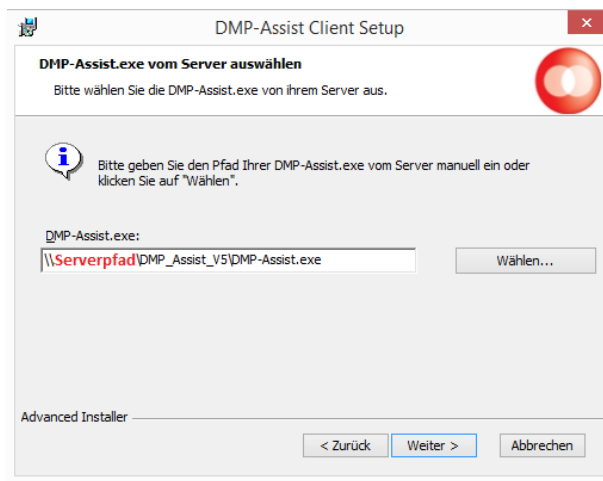 DMP-Assist Client Setup
DMP-Assist.exe vom Server auswählen
Bitte wählen Sie die DMP-Assist.exe von ihrem Server aus.
Bitte geben Sie den Pfad Ihrer DMP-Assist.exe vom Server manuell ein oder
klicken Sie auf "Wählen".
DMP-Assist.exe:
\\Serverpfad\DMP_Assist_V5\DMP-Assist.exe
Wählen...
Advanced Installer
< Zurück
Weiter >
Abbrechen